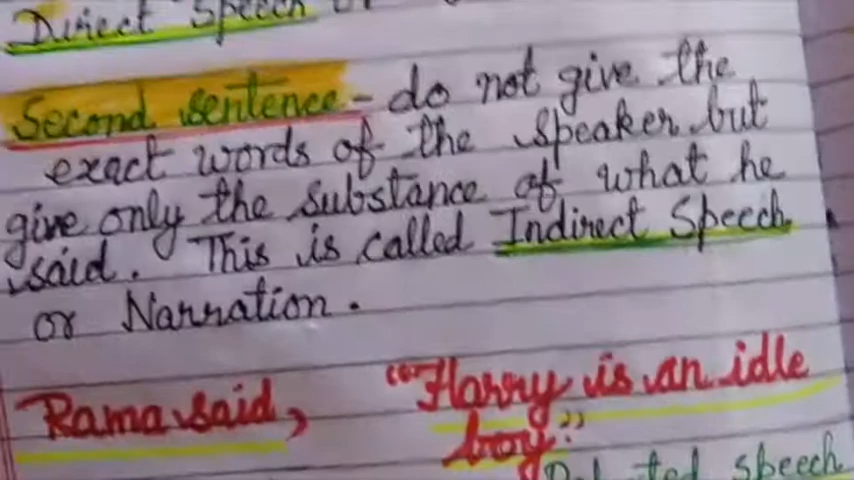 Direct Speech or
Second sentence - do not give the
exact words of the speaker but
give only the substance of what he
said. This is called Indirect Speech
or Narration.
Rama said, "Harry is an idle
boy."
speech